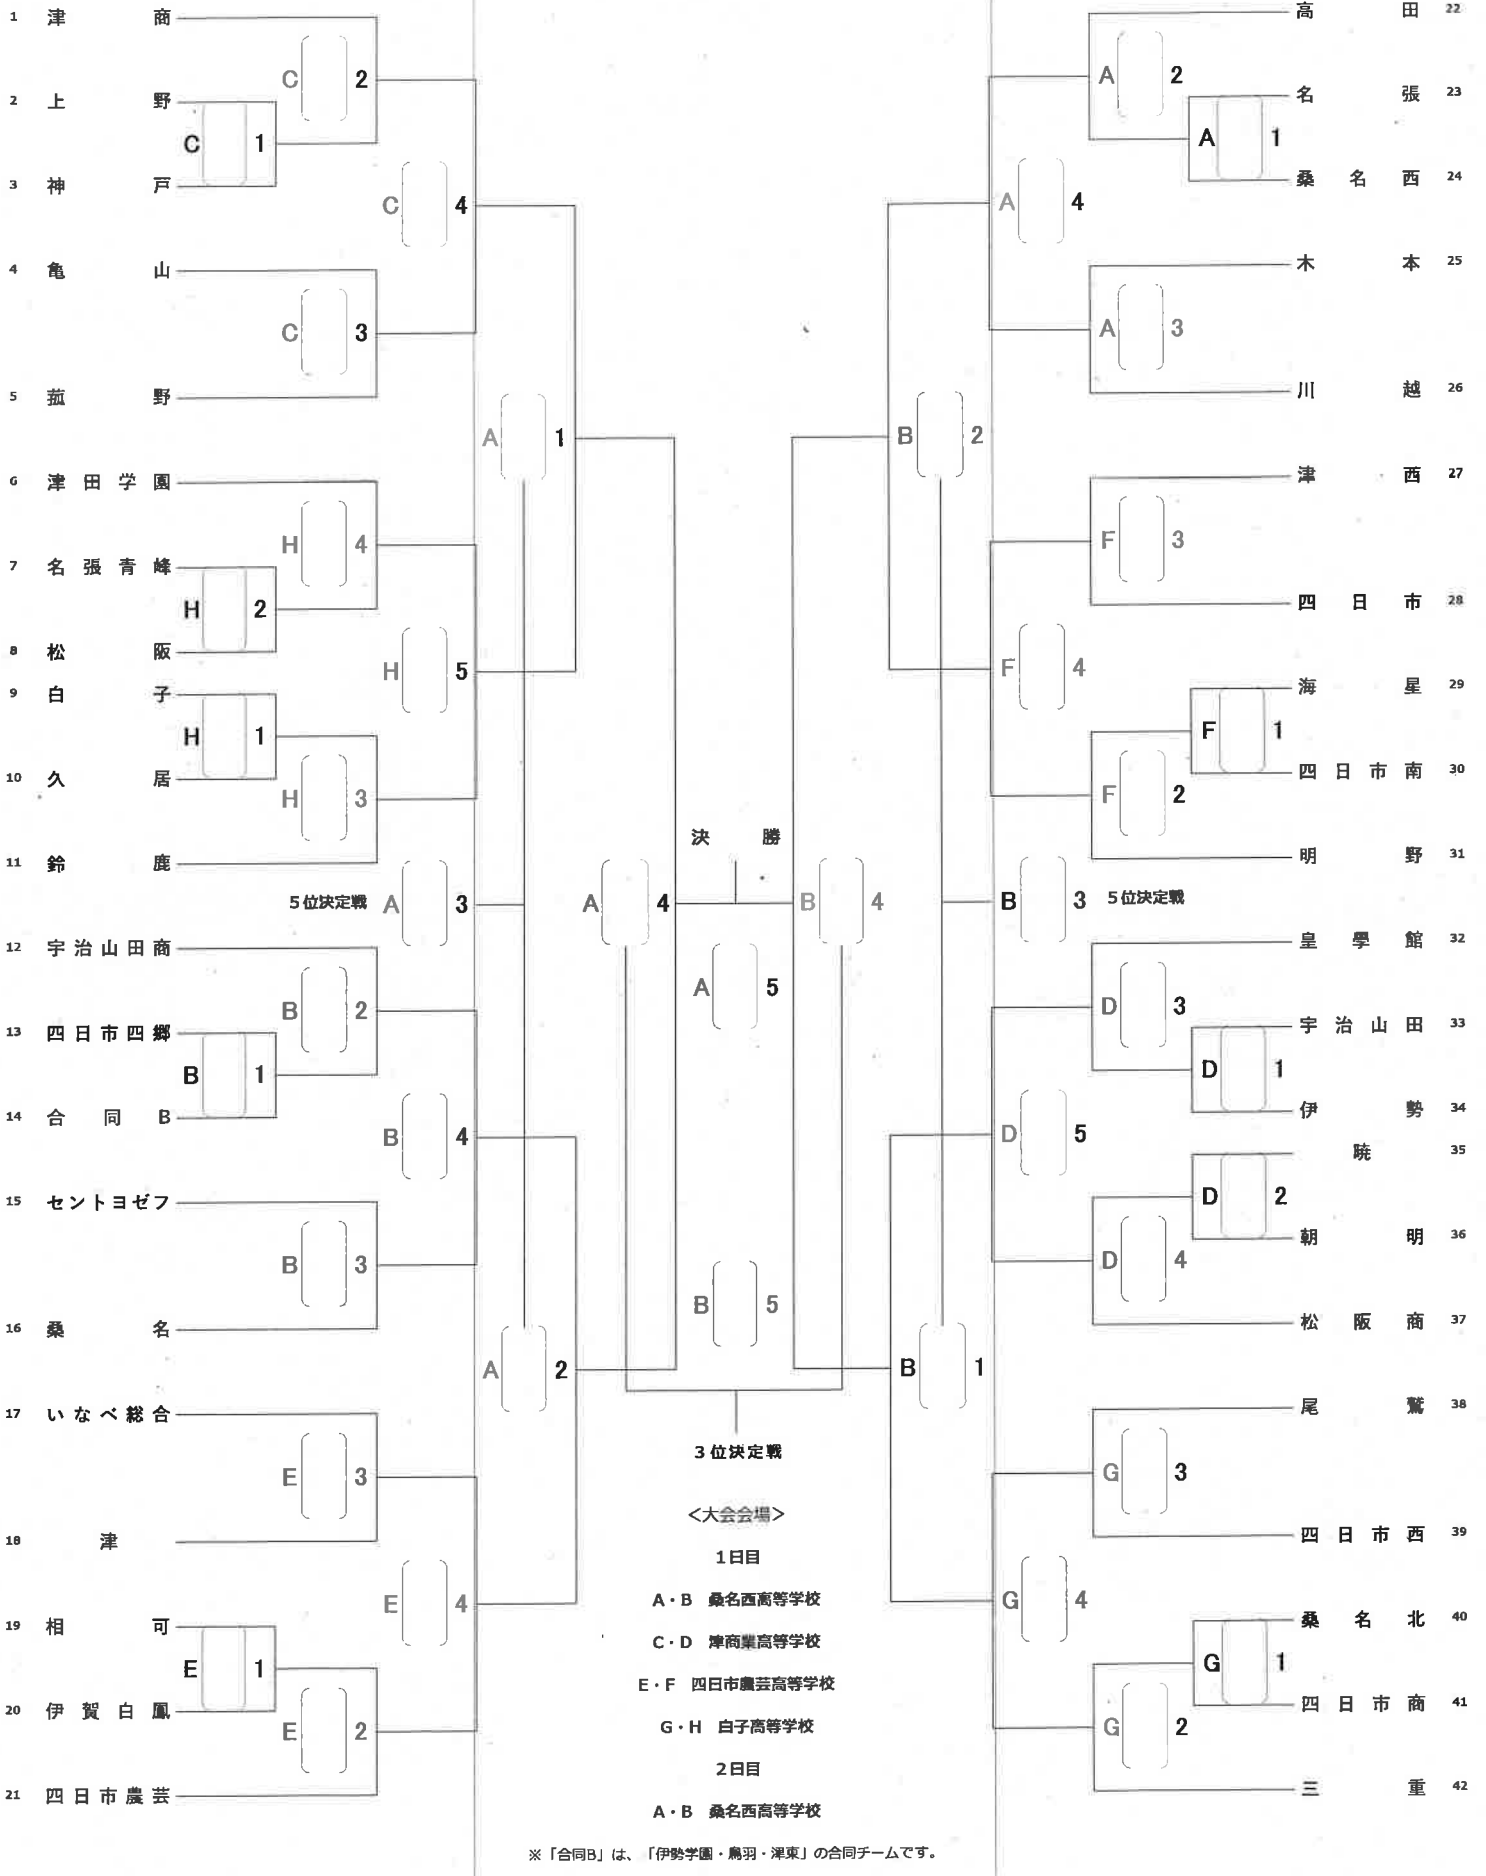 1 津商
C 2
2 上野
C 1
3 神戸
C 4
4 亀山
C 3
5 菰野
A 1
6 津田学園
H 4
7 名張青峰
H 2
8 松阪
H 5
9 白子
H 1
10 久居
H 3
11 鈴鹿
5位決定戦 A 3
12 宇治山田商
B 2
13 四日市四郷
B 1
14 合同B
B 4
15 セントヨゼフ
B 3
16 桑名
A 2
17 いなべ総合
E 3
18 津
E 4
19 相可
E 1
20 伊賀白鳳
E 2
21 四日市農芸
決勝
A 4
B 4
A 5
B 5
3位決定戦
<大会会場>
1日目
A・B 桑名西高等学校
C・D 津商業高等学校
E・F 四日市農芸高等学校
G・H 白子高等学校
2日目
A・B 桑名西高等学校
※「合同B」は、「伊勢学園・鳥羽・津東」の合同チームです。
高田 22
A 2
名張 23
A 1
桑名西 24
A 4
木本 25
A 3
川越 26
B 2
津西 27
F 3
四日市 28
F 4
海星 29
F 1
四日市南 30
F 2
明野 31
B 3 5位決定戦
皇學館 32
D 3
宇治山田 33
D 1
伊勢 34
D 5
暁 35
D 2
朝明 36
D 4
松阪商 37
B 1
尾鷲 38
G 3
四日市西 39
G 4
桑名北 40
G 1
四日市商 41
G 2
三重 42